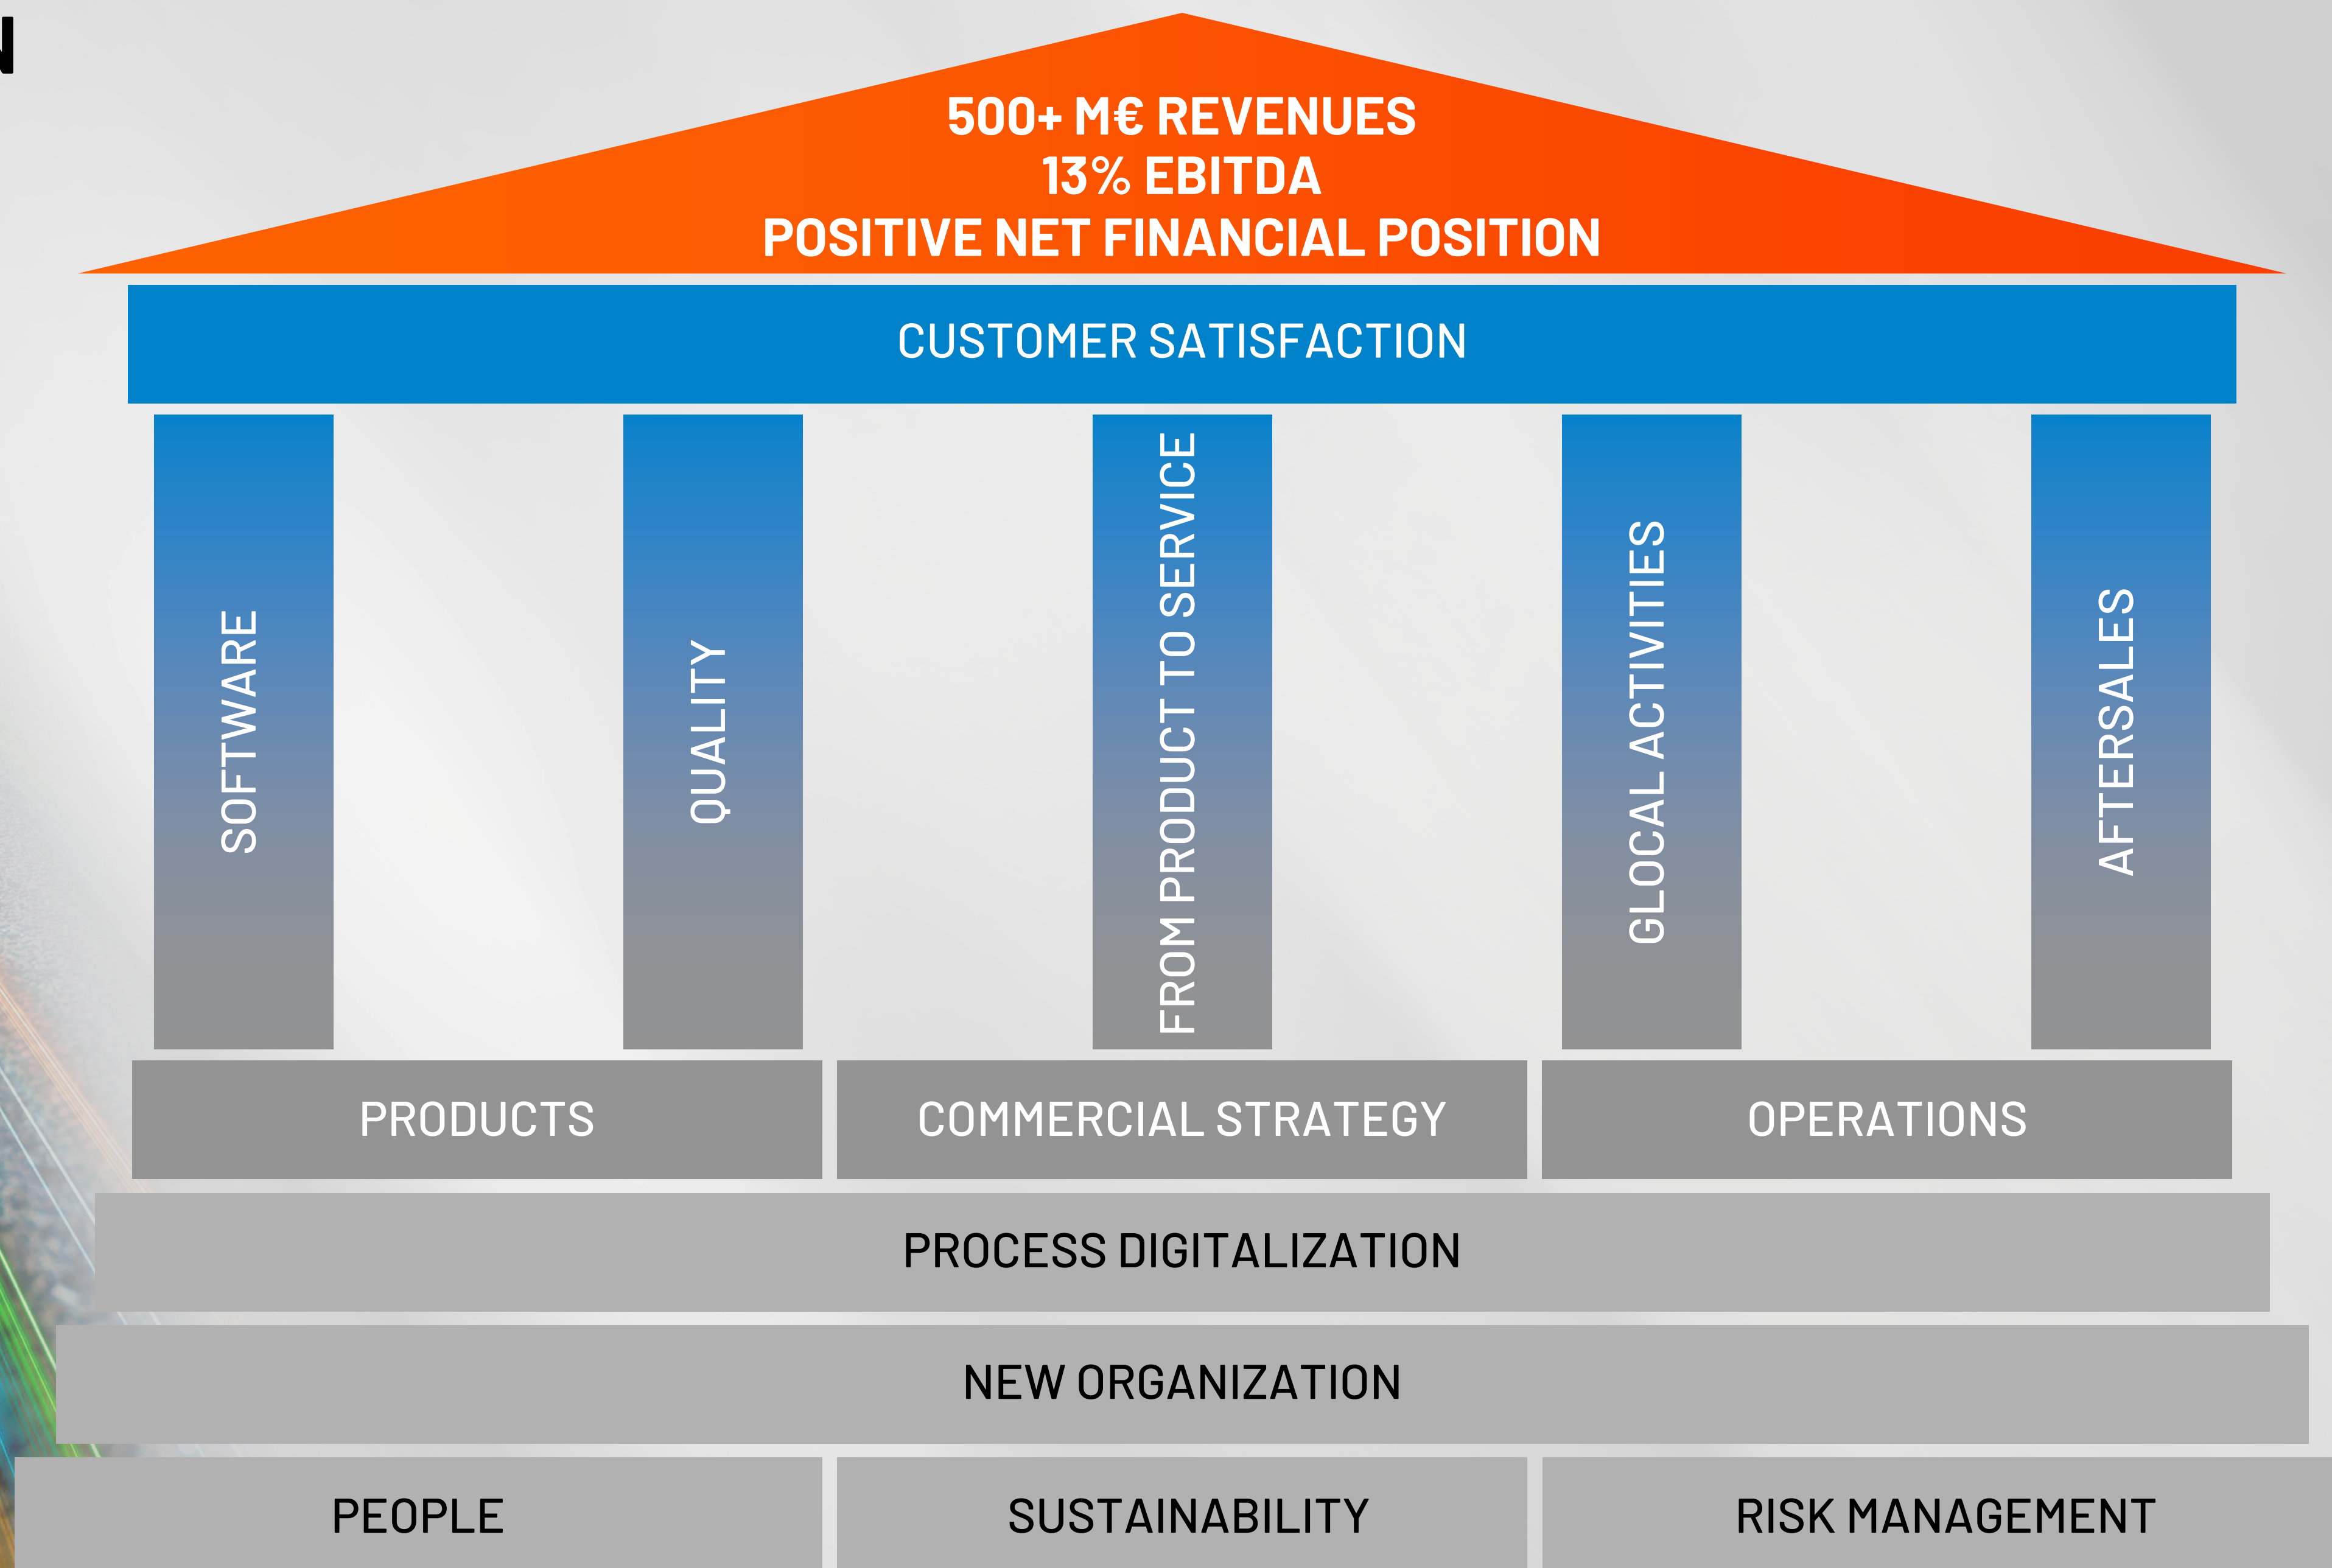 N
500+ M€ REVENUES
13% EBITDA
POSITIVE NET FINANCIAL POSITION
CUSTOMER SATISFACTION
SOFTWARE
QUALITY
FROM PRODUCT TO SERVICE
GLOCAL ACTIVITIES
AFTERSALES
PRODUCTS
COMMERCIAL STRATEGY
OPERATIONS
PROCESS DIGITALIZATION
NEW ORGANIZATION
PEOPLE
SUSTAINABILITY
RISK MANAGEMENT